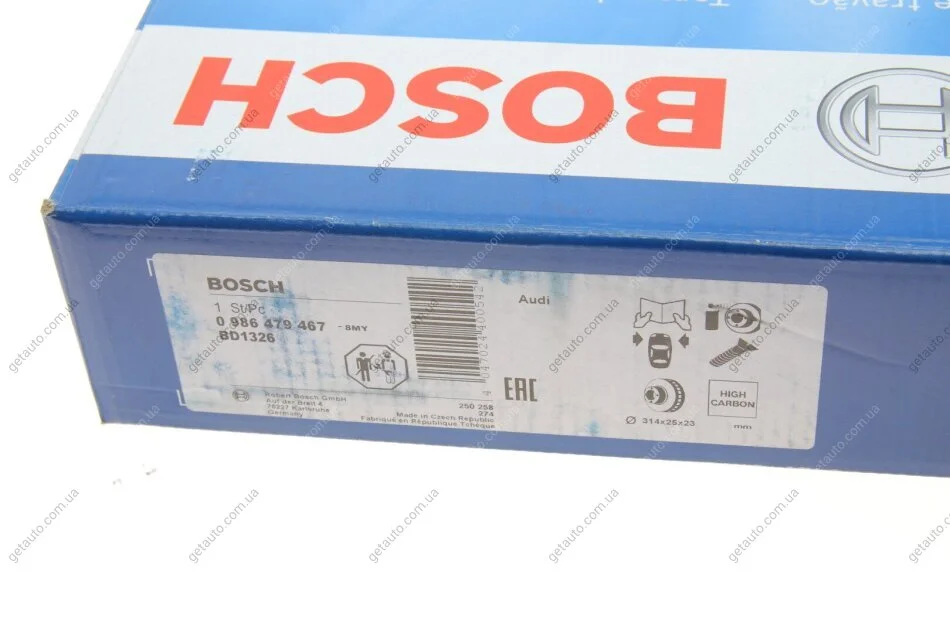 e travão
BOSCH
BOSCH
1 St/Pc
0 986 479 467 - 8MY
BD1326
Audi
EAC
Robert Bosch GmbH
Auf der Breit 4
76227 Karlsruhe
Germany
250 258
274
Made in Czech Republic
Fabriqué en République Tchèque
HIGH
CARBON
Ø 314x25x23 mm
getauto.com.ua